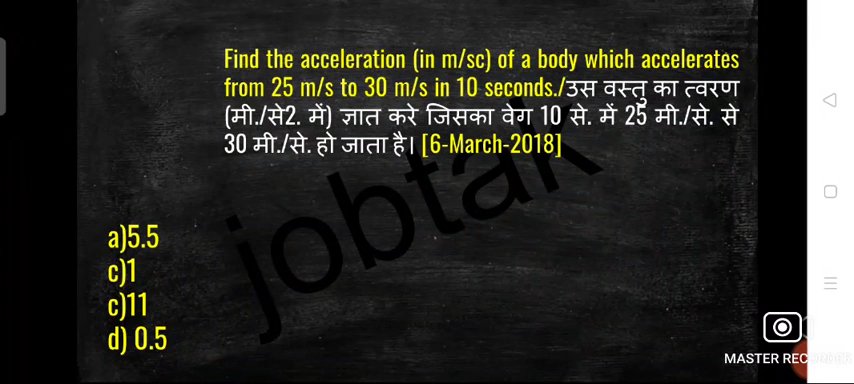 Find the acceleration (in m/sc) of a body which accelerates
from 25 m/s to 30 m/s in 10 seconds./उस वस्तु का त्वरण
(मी./से2. में) ज्ञात करे जिसका वेग 10 से. में 25 मी./से. से
30 मी./से. हो जाता है। [6-March-2018]
jobtak
a)5.5
c)1
c)11
d) 0.5
MASTER REC